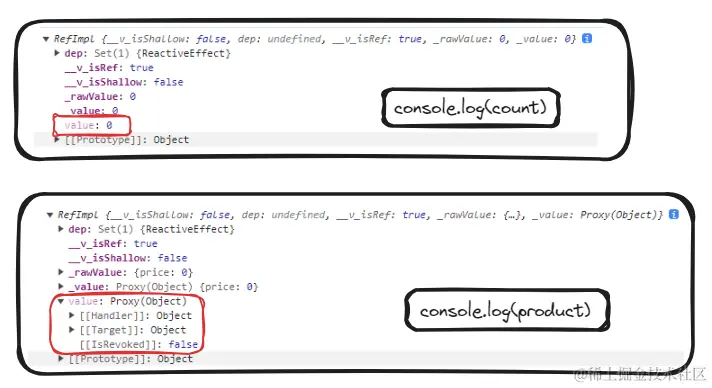 ▼ RefImpl {__v_isShallow: false, dep: undefined, __v_isRef: true, _rawValue: 0, _value: 0} i
▶ dep: Set(1) {ReactiveEffect}
__v_isRef: true
__v_isShallow: false
_rawValue: 0
_value: 0
value: 0
▶ [[Prototype]]: Object
console.log(count)
▼ RefImpl {__v_isShallow: false, dep: undefined, __v_isRef: true, _rawValue: {…}, _value: Proxy(Object)} i
▶ dep: Set(1) {ReactiveEffect}
__v_isRef: true
__v_isShallow: false
▶ _rawValue: {price: 0}
▶ _value: Proxy(Object) {price: 0}
▼ value: Proxy(Object)
▶ [[Handler]]: Object
▶ [[Target]]: Object
[[IsRevoked]]: false
▶ [[Prototype]]: Object
console.log(product)
@稀土掘金技术社区